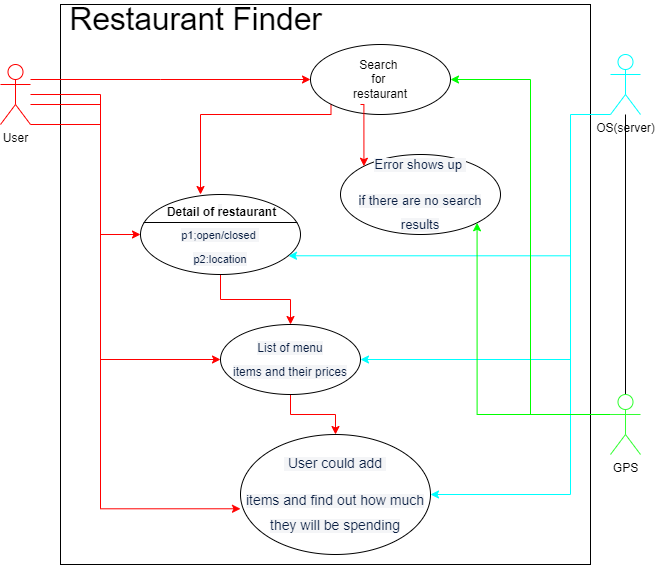 Restaurant Finder
Search
for
restaurant
User
OS(server)
Error shows up
if there are no search
results
Detail of restaurant
p1;open/closed
p2:location
List of menu
items and their prices
User could add
items and find out how much
they will be spending
GPS